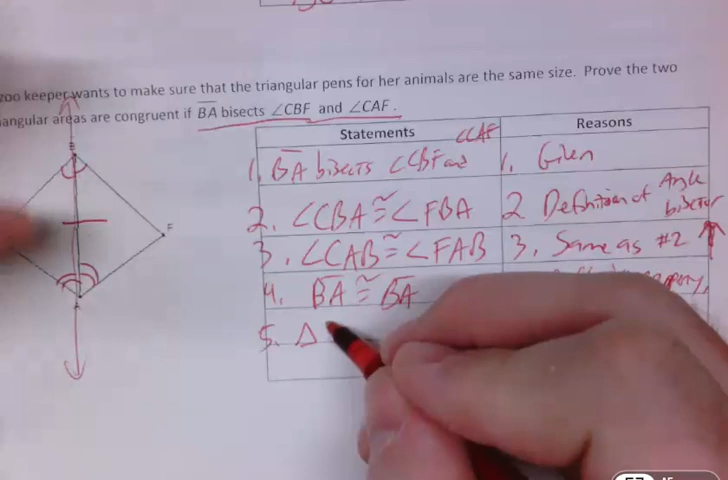 zoo keeper wants to make sure that the triangular pens for her animals are the same size. Prove the two
angular areas are congruent if BA bisects ∠CBF and ∠CAF.
Statements
Reasons
1. BA bisects ∠CBF and ∠CAF
1. Given
2. ∠CBA ≅ ∠FBA
2 Definition of Angle bisector
3. ∠CAB ≅ ∠FAB
3. Same as #2
4. BA ≅ BA
5. Δ
B
F
A